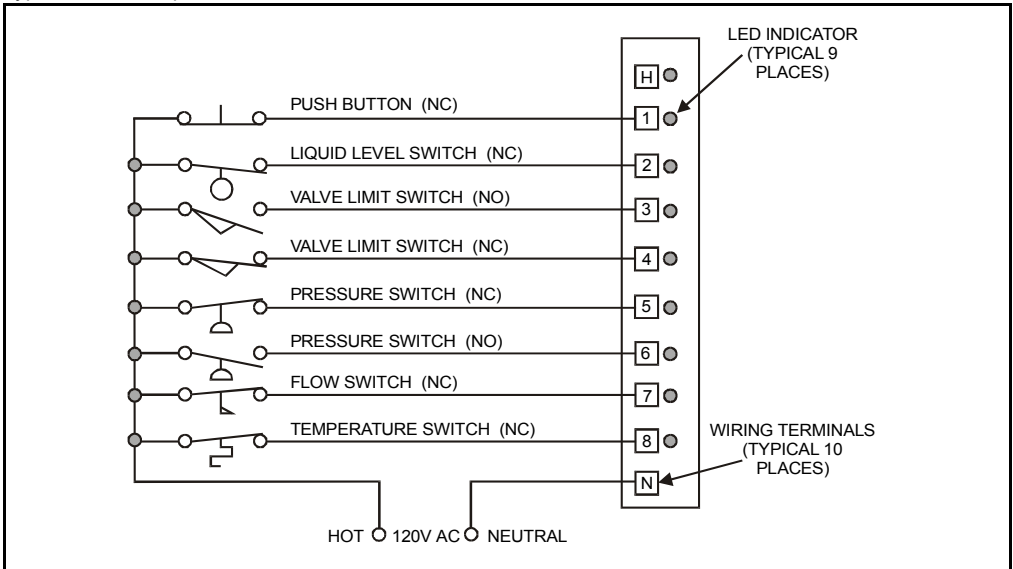 LED INDICATOR
(TYPICAL 9
PLACES)
H
PUSH BUTTON (NC)
1
LIQUID LEVEL SWITCH (NC)
2
VALVE LIMIT SWITCH (NO)
3
VALVE LIMIT SWITCH (NC)
4
PRESSURE SWITCH (NC)
5
PRESSURE SWITCH (NO)
6
FLOW SWITCH (NC)
7
TEMPERATURE SWITCH (NC)
8
WIRING TERMINALS
(TYPICAL 10
PLACES)
N
HOT 120V AC NEUTRAL